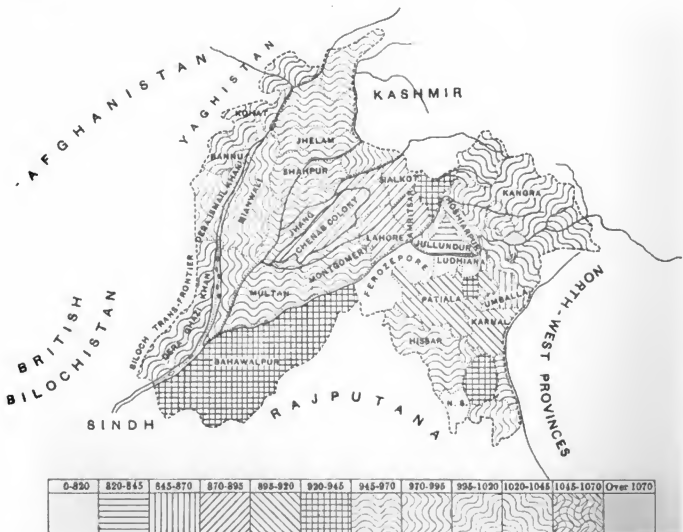 AFGHANISTAN
YAGHISTAN
KASHMIR
KOHAT
BANNU
JHELAM
SHAHPUR
SIALKOT
KANGRA
DERA ISMAIL KHAN
MIANWALI
JHANG
CHENAB COLONY
AMRITSAR
HOSHIARPUR
LAHORE
JULLUNDUR
LUDHIANA
MONTGOMERY
FEROZEPORE
MULTAN
PATIALA
UMBALLA
KARNAL
BILOCH TRANS-FRONTIER
DERA GHAZI KHAN
HISSAR
BAHAWALPUR
N. S.
BRITISH
BILOCHISTAN
SINDH
RAJPUTANA
NORTH-WEST PROVINCES
0-820 820-845 845-870 870-895 895-920 920-945 945-970 970-995 995-1020 1020-1045 1045-1070 Over 1070